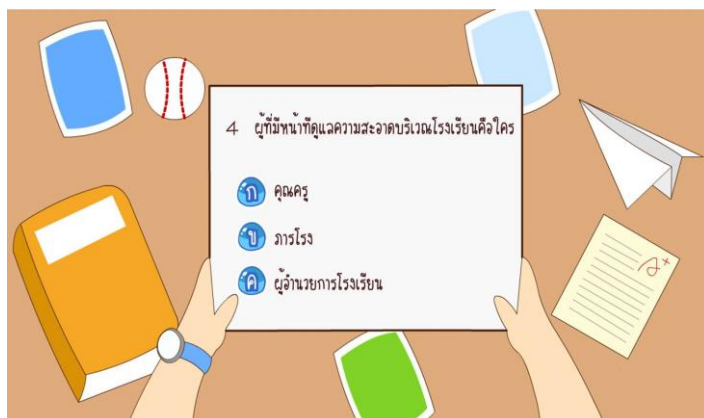 4 ผู้ที่มีหน้าที่ดูแลความสะอาดบริเวณโรงเรียนคือใคร
ก คุณครู
ข ภารโรง
ค ผู้อำนวยการโรงเรียน
A+